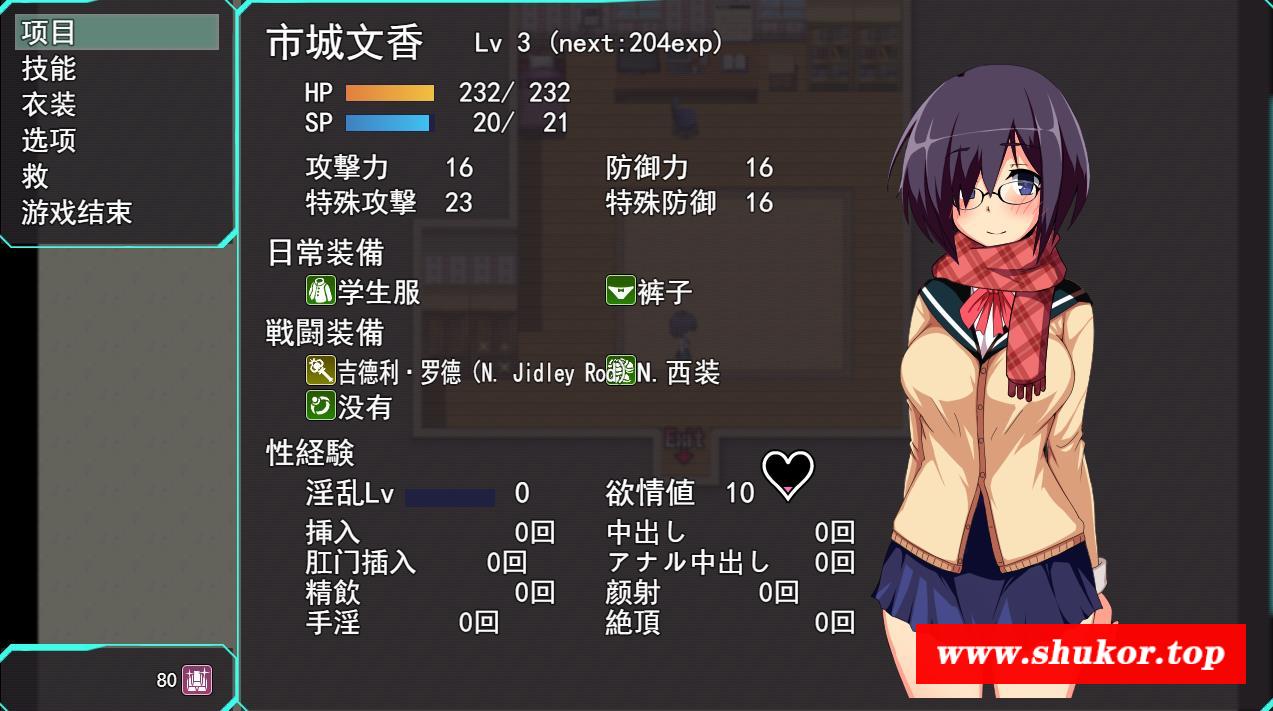 项目
技能
衣装
选项
救
游戏结束
市城文香 Lv 3 (next:204exp)
HP 232/ 232
SP 20/ 21
攻撃力 16 防御力 16
特殊攻撃 23 特殊防御 16
日常装備
学生服 裤子
戦闘装備
吉德利·罗德 (N. Jidley Rod) N. 西装
没有
性経験
淫乱Lv 0 欲情値 10
挿入 0回 中出し 0回
肛门插入 0回 アナル中出し 0回
精飲 0回 颜射 0回
手淫 0回 絶頂 0回
Exit
80
www.shukor.top